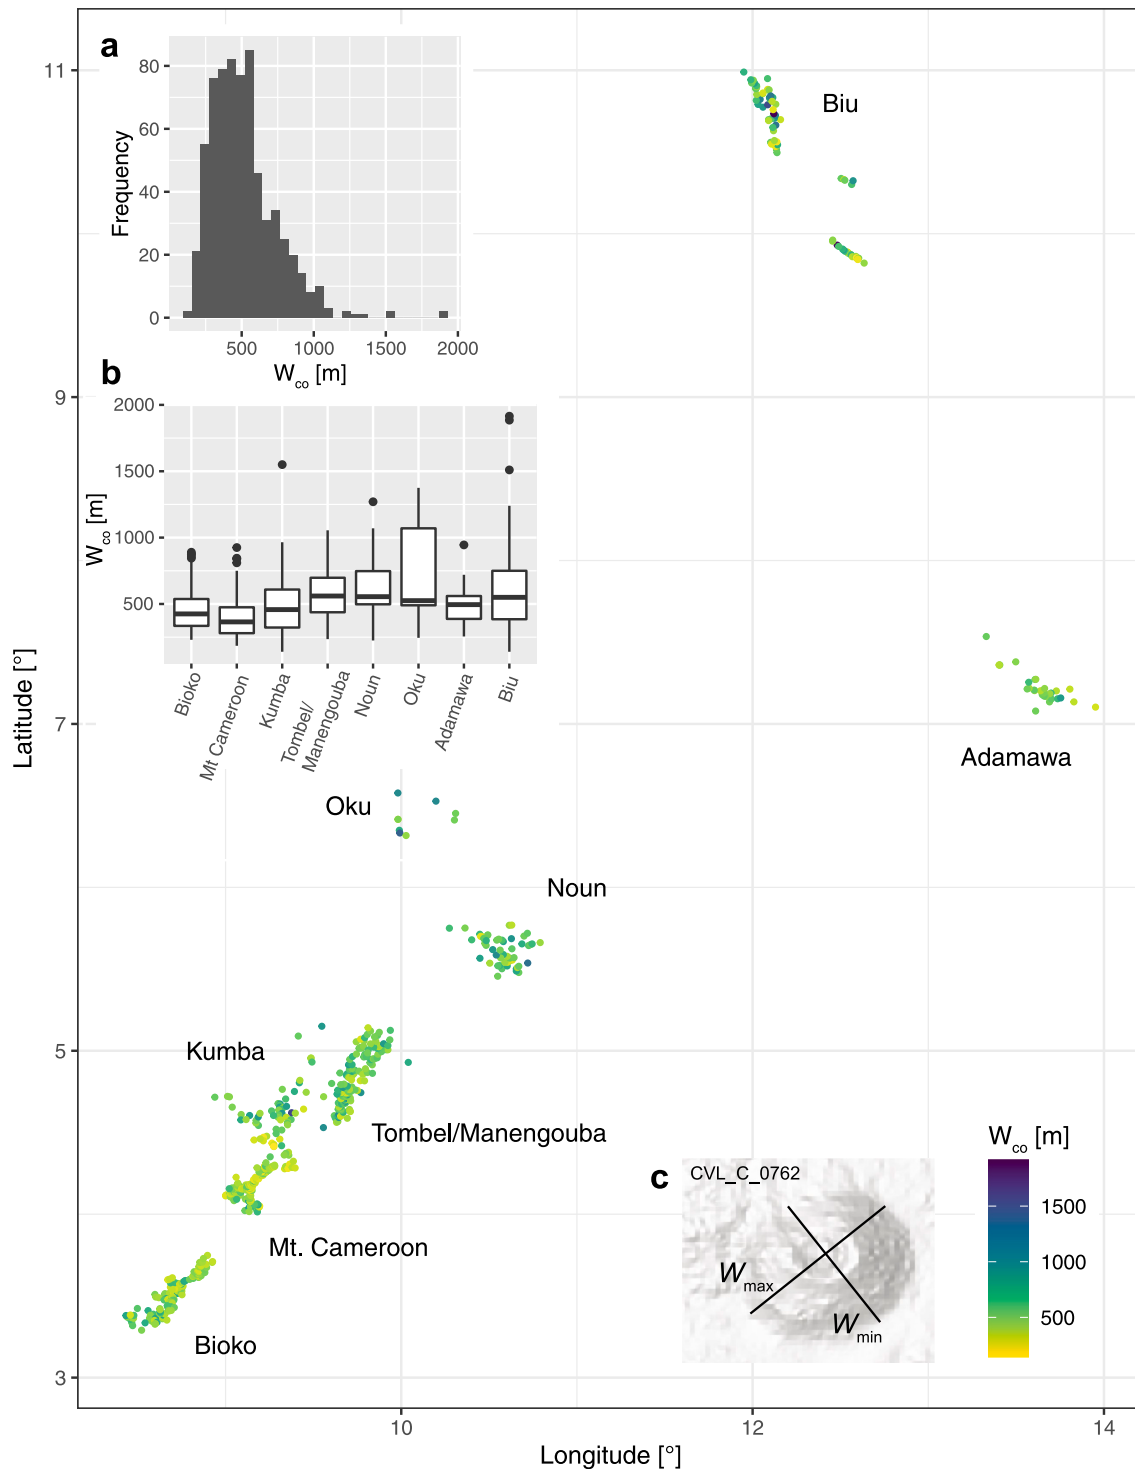 a
Frequency
80
60
40
20
0
500 1000 1500 2000
W_co [m]
b
W_co [m]
2000
1500
1000
500
Bioko
Mt Cameroon
Kumba
Tombel/
Manengouba
Noun
Oku
Adamawa
Biu
Latitude [°]
11
9
7
5
3
Biu
Adamawa
Oku
Noun
Kumba
Tombel/Manengouba
Mt. Cameroon
Bioko
c
CVL_C_0762
W_max
W_min
W_co [m]
1500
1000
500
10 12 14
Longitude [°]